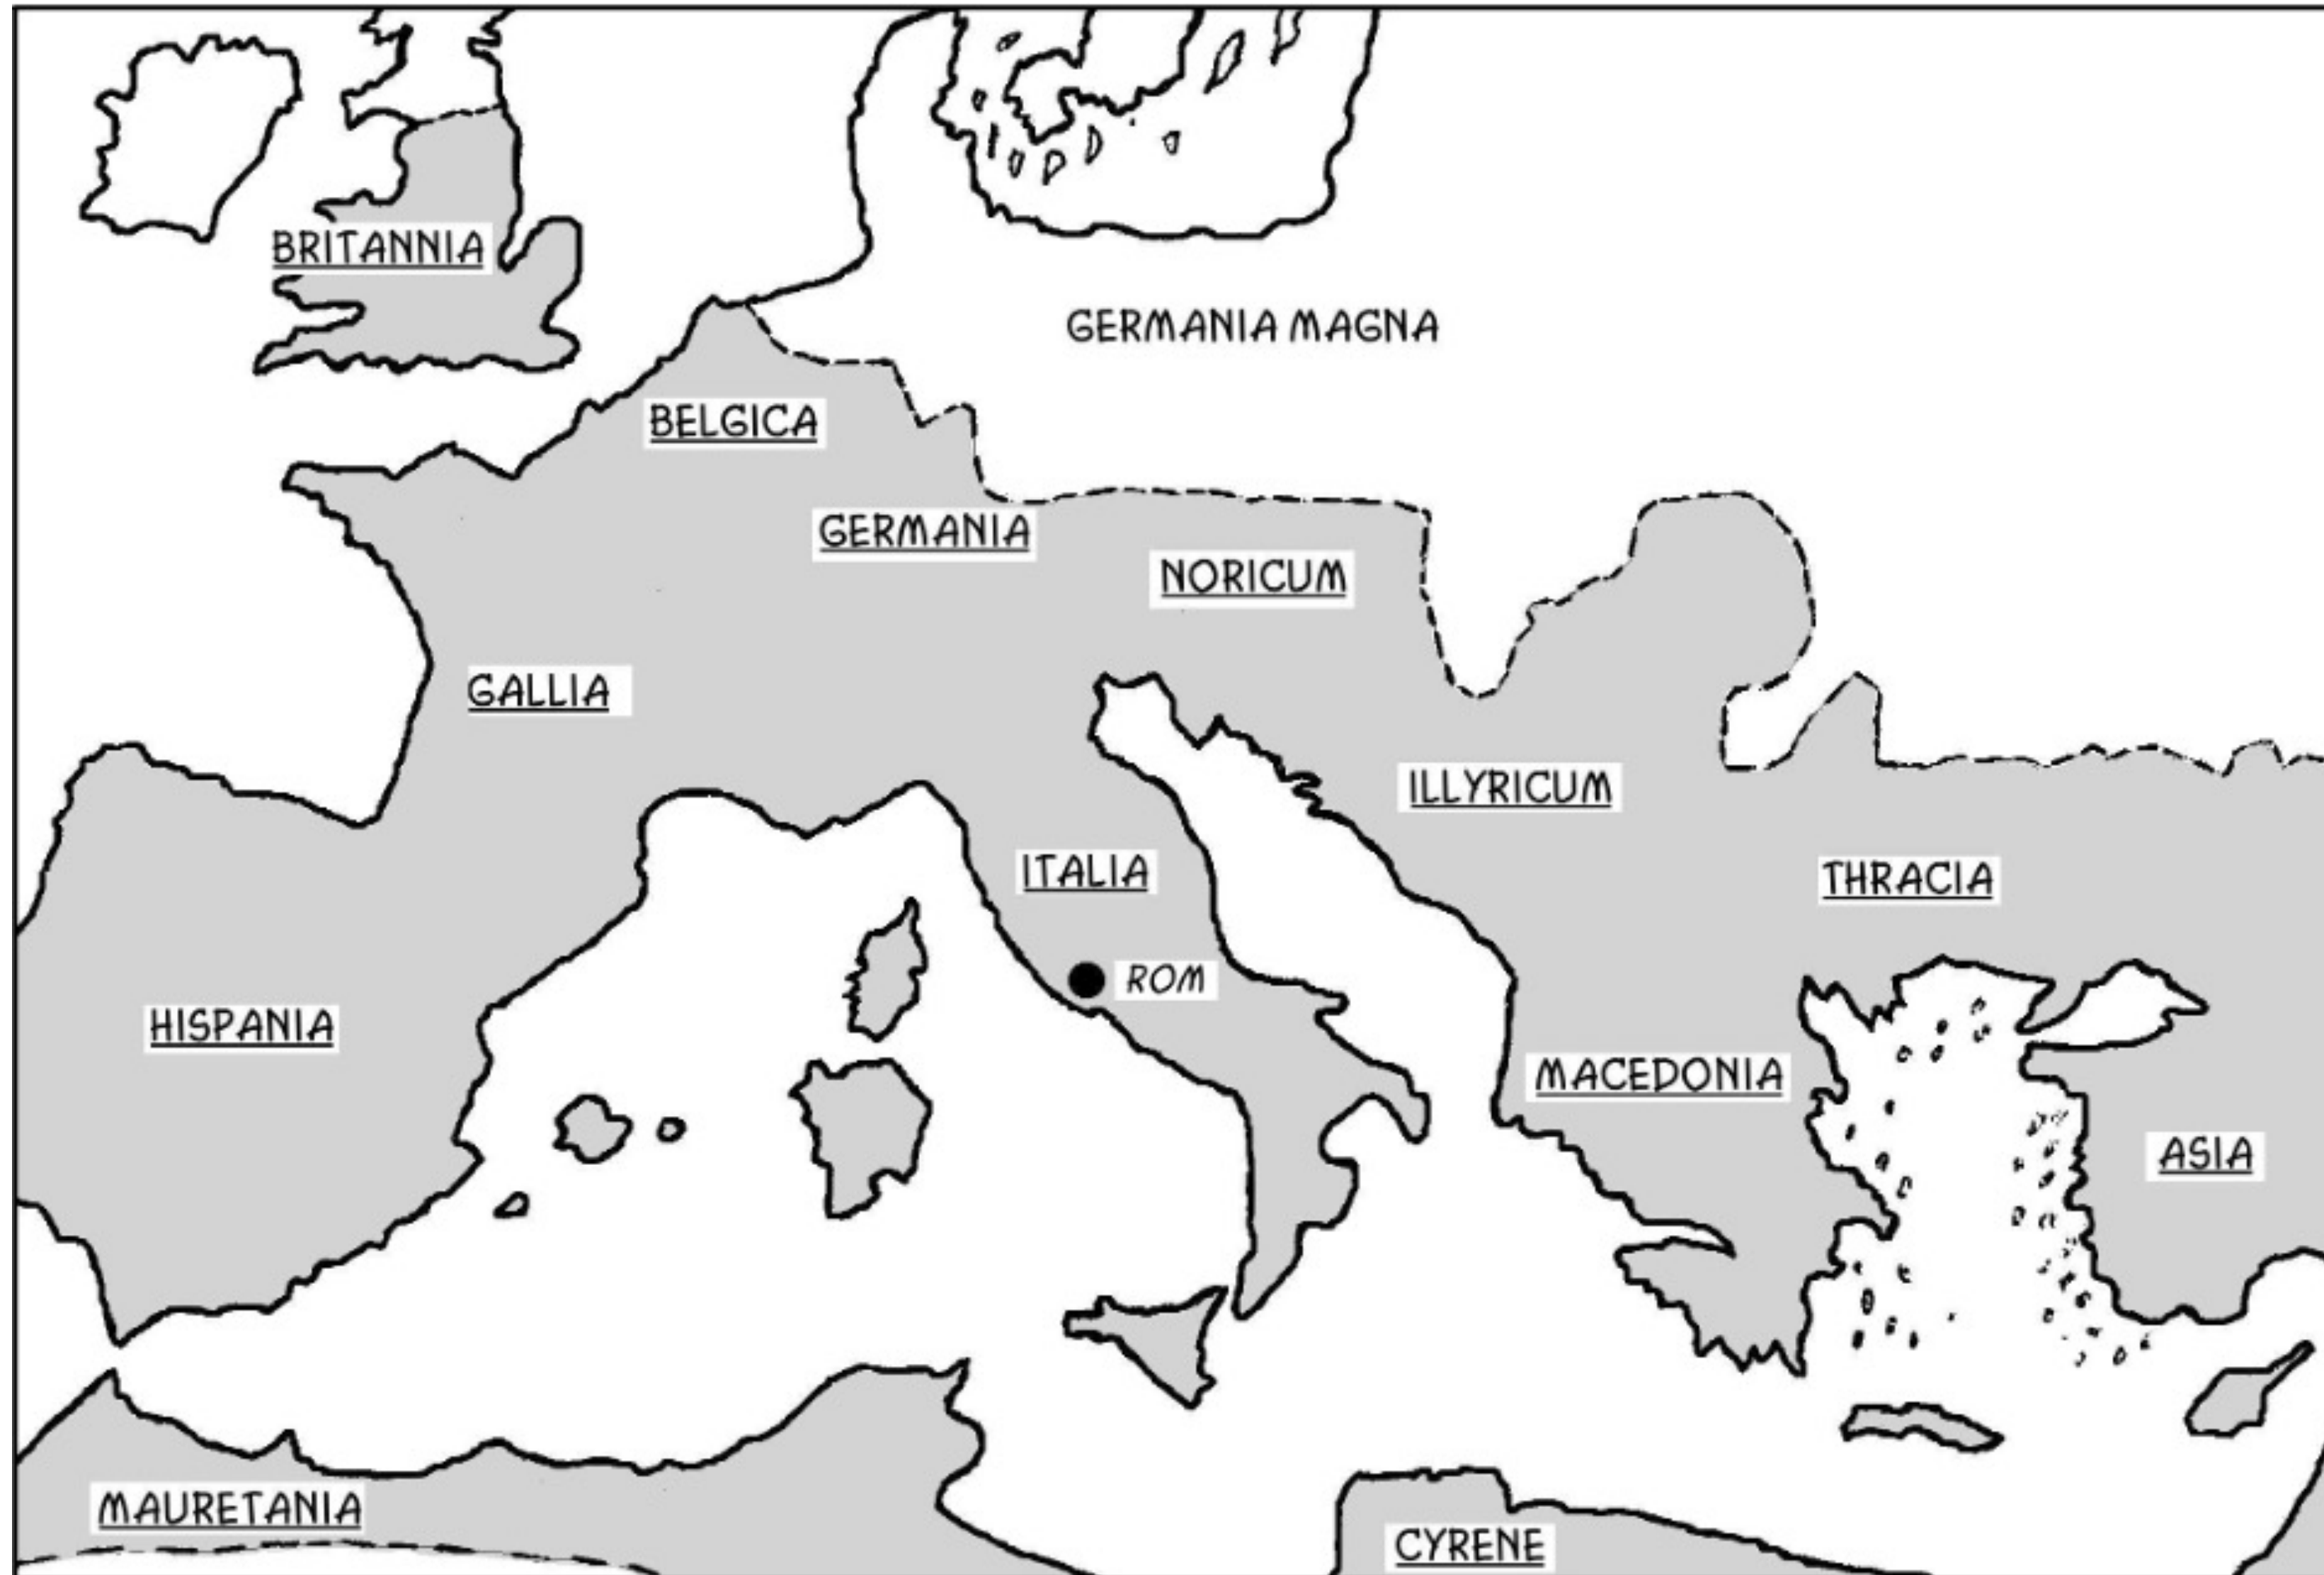 BRITANNIA
GERMANIA MAGNA
BELGICA
GERMANIA
NORICUM
GALLIA
ILLYRICUM
ITALIA
THRACIA
ROM
HISPANIA
MACEDONIA
ASIA
MAURETANIA
CYRENE